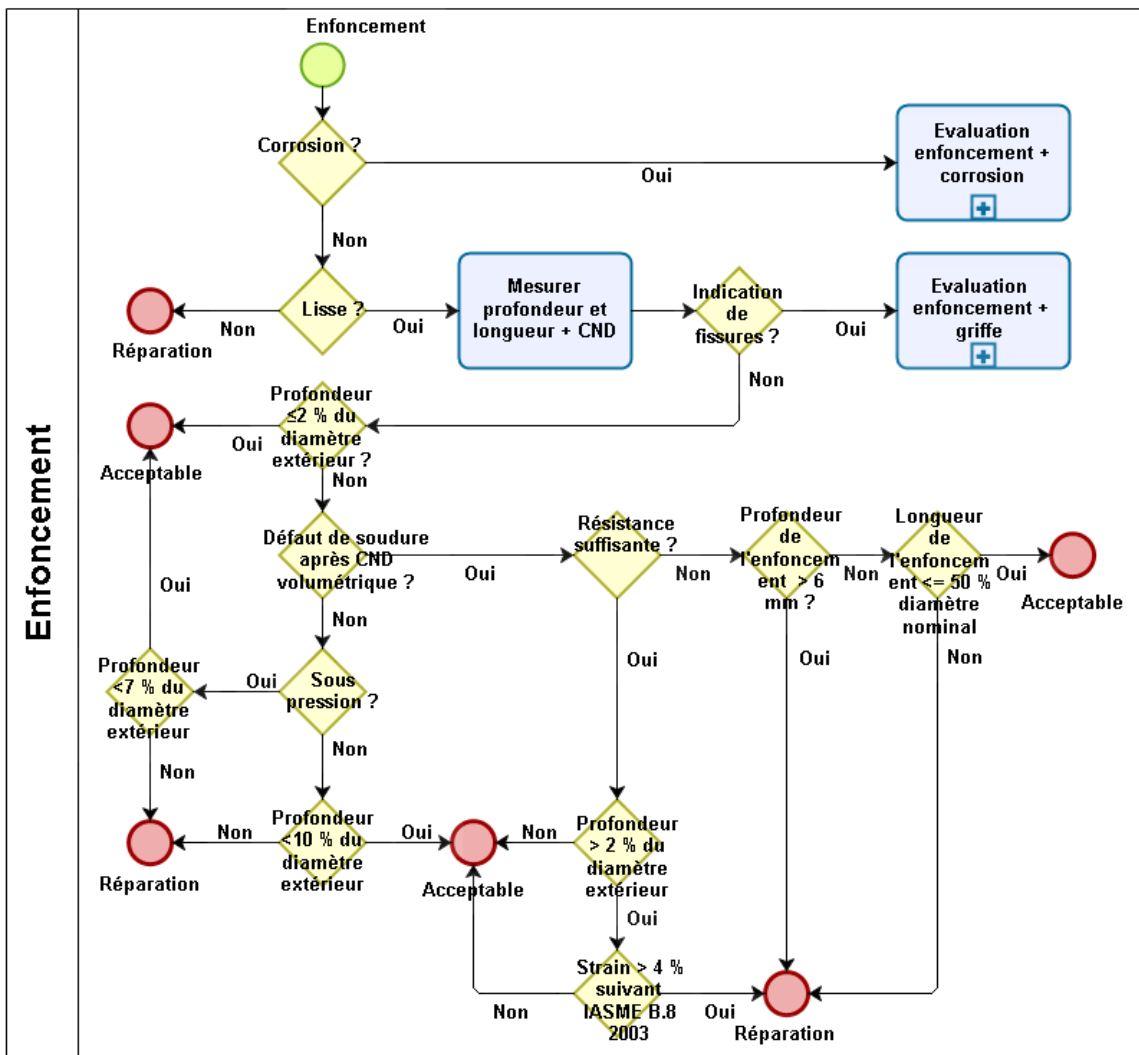 Enfoncement
Enfoncement
Corrosion ?
Oui
Evaluation
enfoncement +
corrosion
Non
Lisse ?
Non
Réparation
Oui
Mesurer
profondeur et
longueur + CND
Indication
de
fissures ?
Oui
Evaluation
enfoncement +
griffe
Non
Profondeur
≤2 % du
diamètre
extérieur ?
Oui
Acceptable
Non
Défaut de soudure
après CND
volumétrique ?
Oui
Résistance
suffisante ?
Non
Profondeur
de
l'enfoncem
ent > 6
mm ?
Non
Longueur
de
l'enfoncem
ent <= 50 %
diamètre
nominal
Oui
Acceptable
Non
Oui
Oui
Non
Oui
Profondeur
<7 % du
diamètre
extérieur
Oui
Sous
pression ?
Non
Non
Réparation
Non
Profondeur
<10 % du
diamètre
extérieur
Oui
Acceptable
Non
Profondeur
> 2 % du
diamètre
extérieur
Oui
Strain > 4 %
suivant
IASME B.8
2003
Non
Oui
Réparation